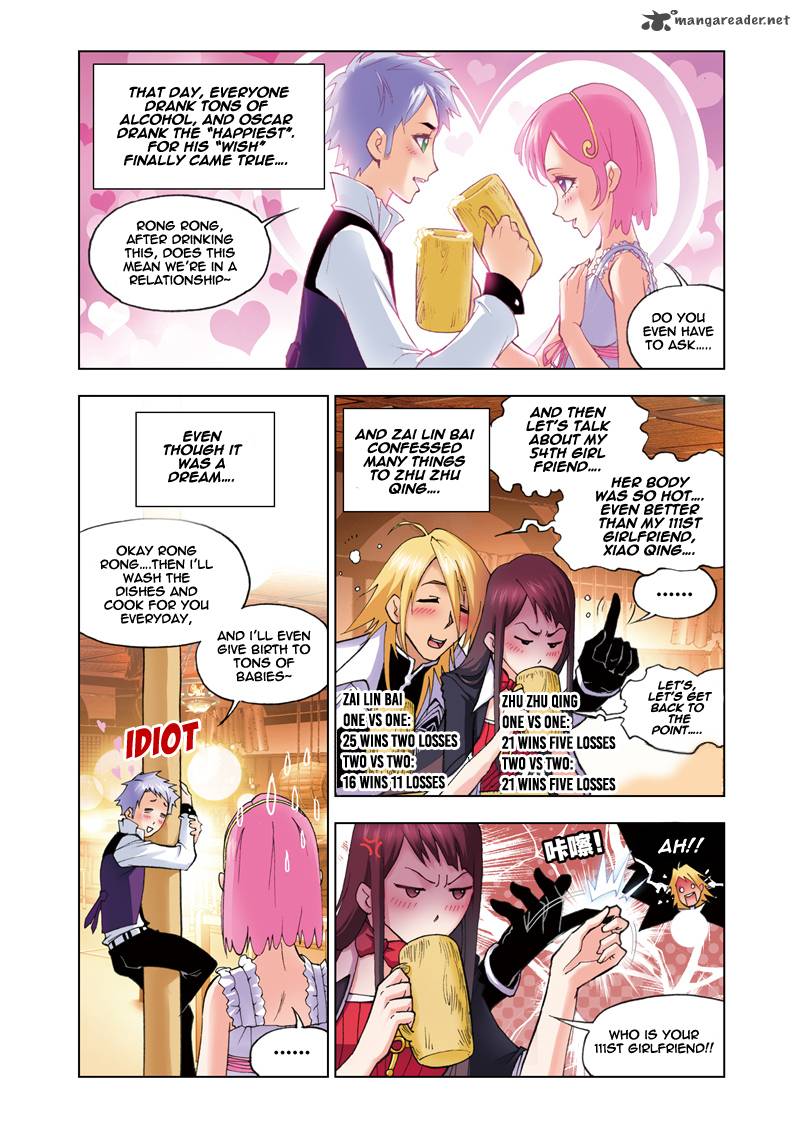 mangareader.net
THAT DAY, EVERYONE
DRANK TONS OF
ALCOHOL, AND OSCAR
DRANK THE "HAPPIEST".
FOR HIS "WISH"
FINALLY CAME TRUE....
RONG RONG,
AFTER DRINKING
THIS, DOES THIS
MEAN WE'RE IN A
RELATIONSHIP~
DO YOU
EVEN HAVE
TO ASK.....
EVEN
THOUGH IT
WAS A
DREAM....
OKAY RONG
RONG....THEN I'LL
WASH THE
DISHES AND
COOK FOR YOU
EVERYDAY,
AND I'LL EVEN
GIVE BIRTH TO
TONS OF
BABIES~
IDIOT
......
AND ZAI LIN BAI
CONFESSED
MANY THINGS
TO ZHU ZHU
QING....
AND THEN
LET'S TALK
ABOUT MY
54TH GIRL
FRIEND....
HER BODY
WAS SO HOT....
EVEN BETTER
THAN MY 111ST
GIRLFRIEND,
XIAO QING....
......
LET'S,
LET'S GET
BACK TO
THE
POINT.....
ZAI LIN BAI
ONE VS ONE:
25 WINS TWO LOSSES
TWO VS TWO:
16 WINS 11 LOSSES
ZHU ZHU QING
ONE VS ONE:
21 WINS FIVE LOSSES
TWO VS TWO:
21 WINS FIVE LOSSES
咔嚓!
AH!!
WHO IS YOUR
111ST GIRLFRIEND!!